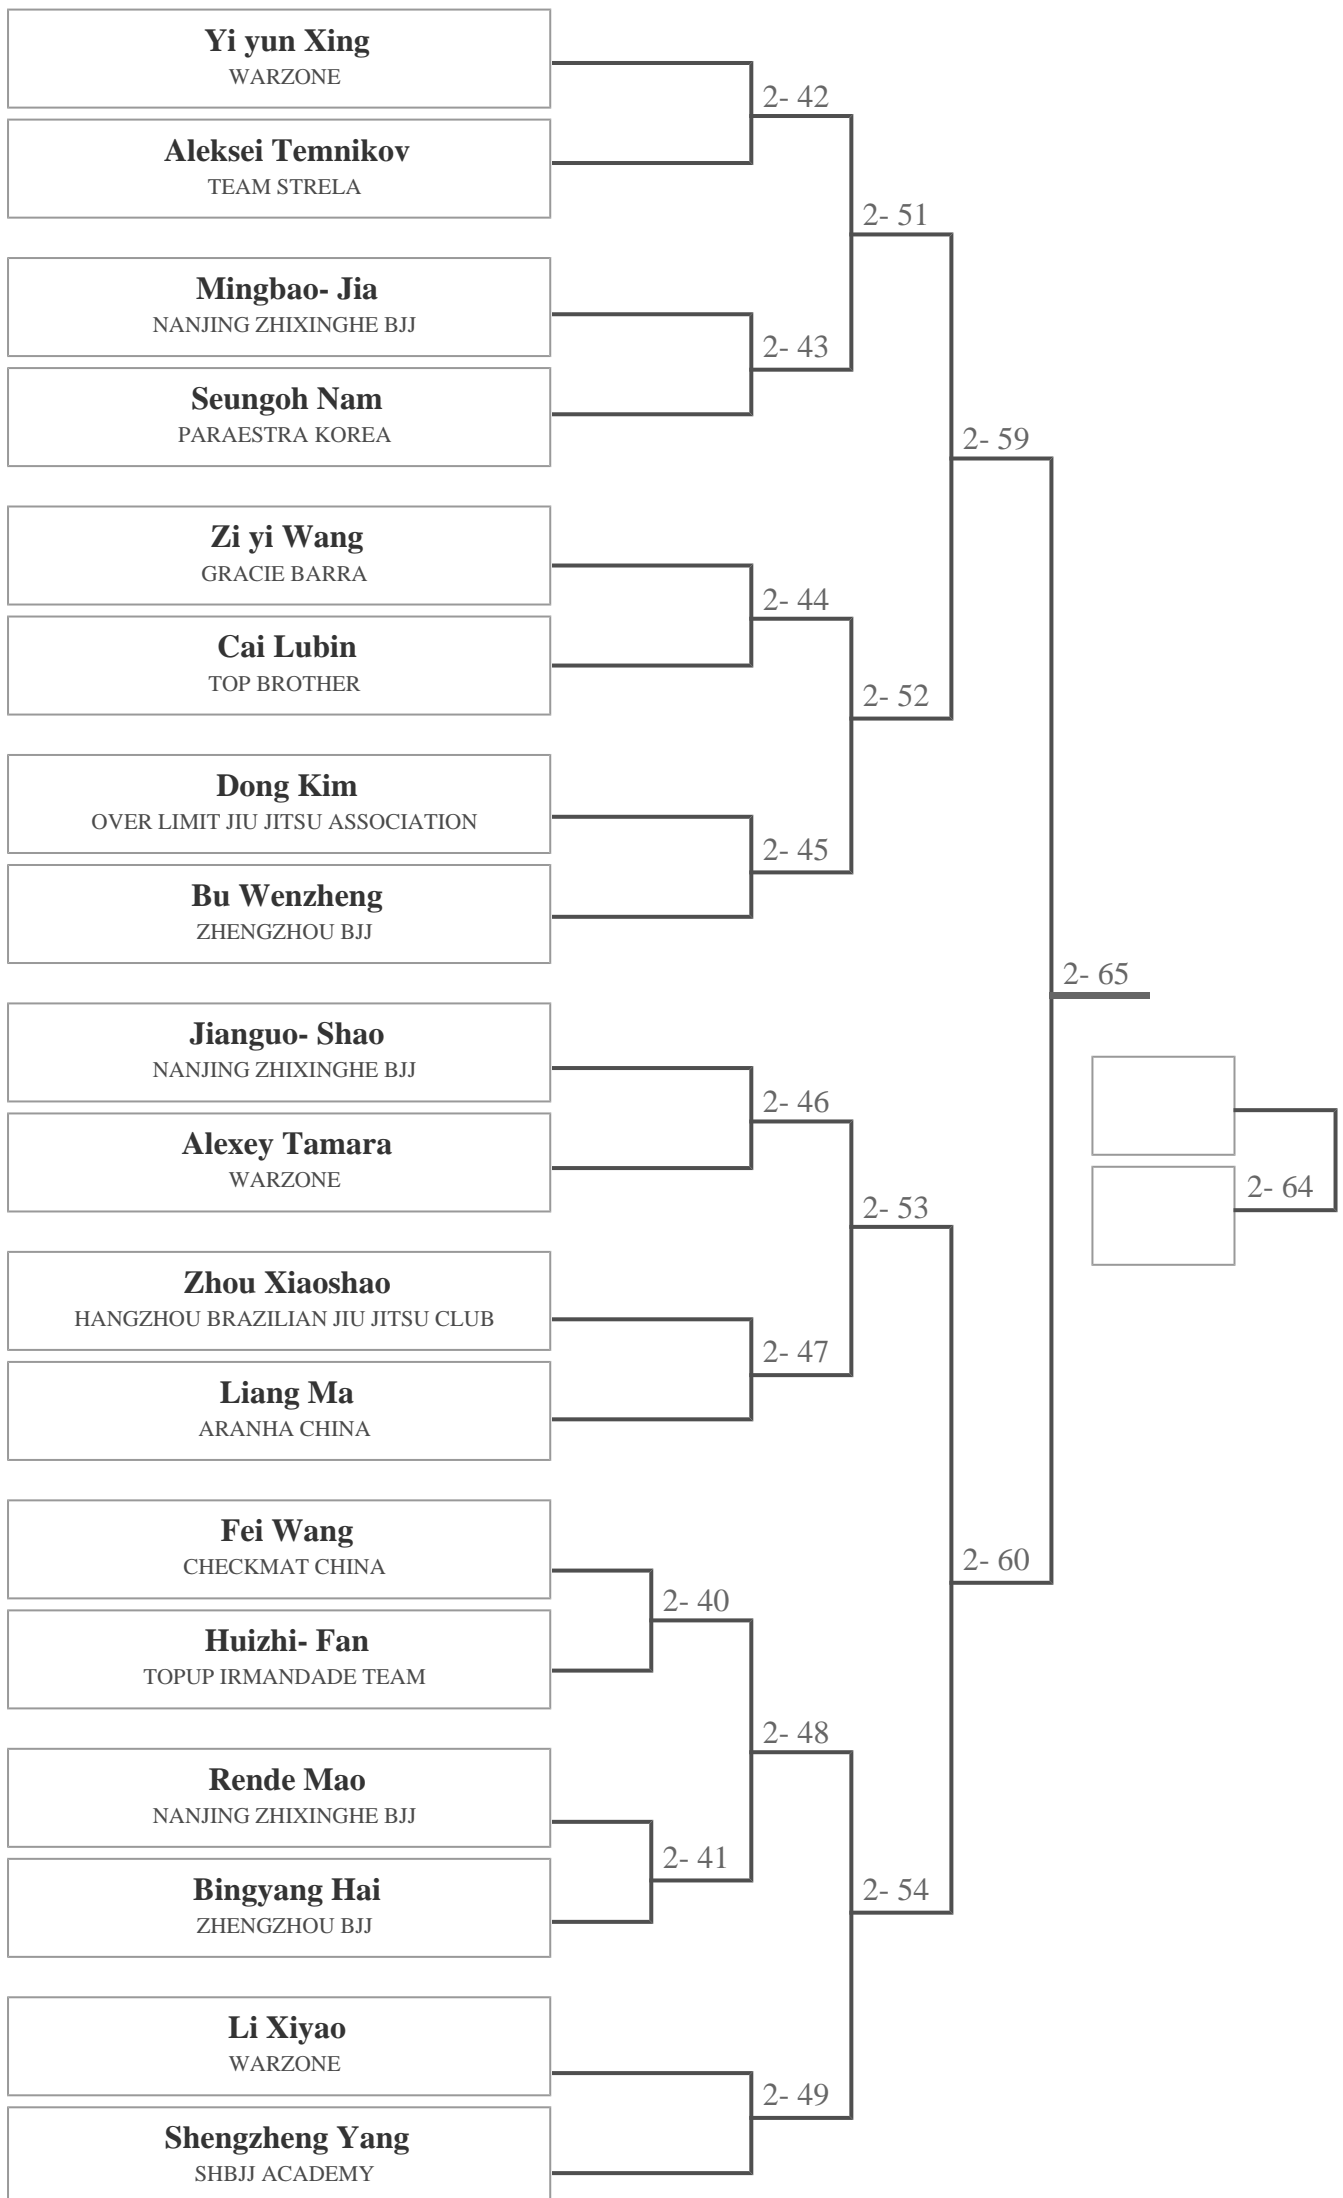 Yi yun Xing
WARZONE
2- 42
Aleksei Temnikov
TEAM STRELA
2- 51
Mingbao- Jia
NANJING ZHIXINGHE BJJ
2- 43
Seungoh Nam
PARAESTRA KOREA
2- 59
Zi yi Wang
GRACIE BARRA
2- 44
Cai Lubin
TOP BROTHER
2- 52
Dong Kim
OVER LIMIT JIU JITSU ASSOCIATION
2- 45
Bu Wenzheng
ZHENGZHOU BJJ
2- 65
Jianguo- Shao
NANJING ZHIXINGHE BJJ
2- 46
Alexey Tamara
WARZONE
2- 64
2- 53
Zhou Xiaoshao
HANGZHOU BRAZILIAN JIU JITSU CLUB
2- 47
Liang Ma
ARANHA CHINA
Fei Wang
CHECKMAT CHINA
2- 60
2- 40
Huizhi- Fan
TOPUP IRMANDADE TEAM
2- 48
Rende Mao
NANJING ZHIXINGHE BJJ
2- 41
Bingyang Hai
ZHENGZHOU BJJ
2- 54
Li Xiyao
WARZONE
2- 49
Shengzheng Yang
SHBJJ ACADEMY